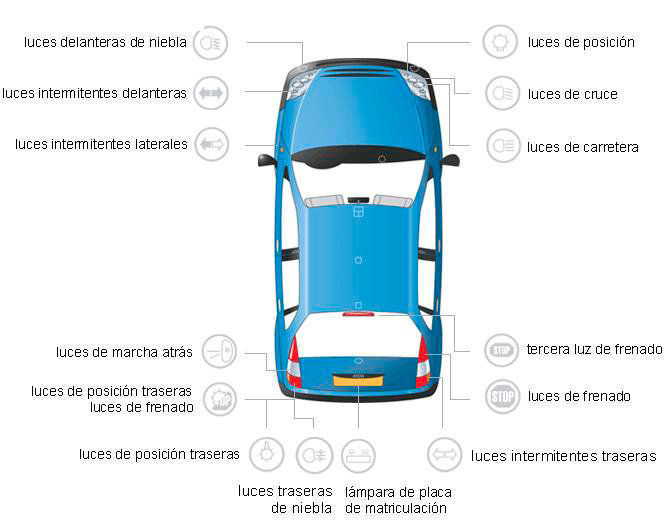 luces delanteras de niebla
luces de posición
luces intermitentes delanteras
luces de cruce
luces intermitentes laterales
luces de carretera
luces de marcha atrás
R
STOP
tercera luz de frenado
luces de posición traseras
luces de frenado
STOP
STOP
luces de frenado
luces de posición traseras
luces intermitentes traseras
luces traseras
de niebla
lámpara de placa
de matriculación